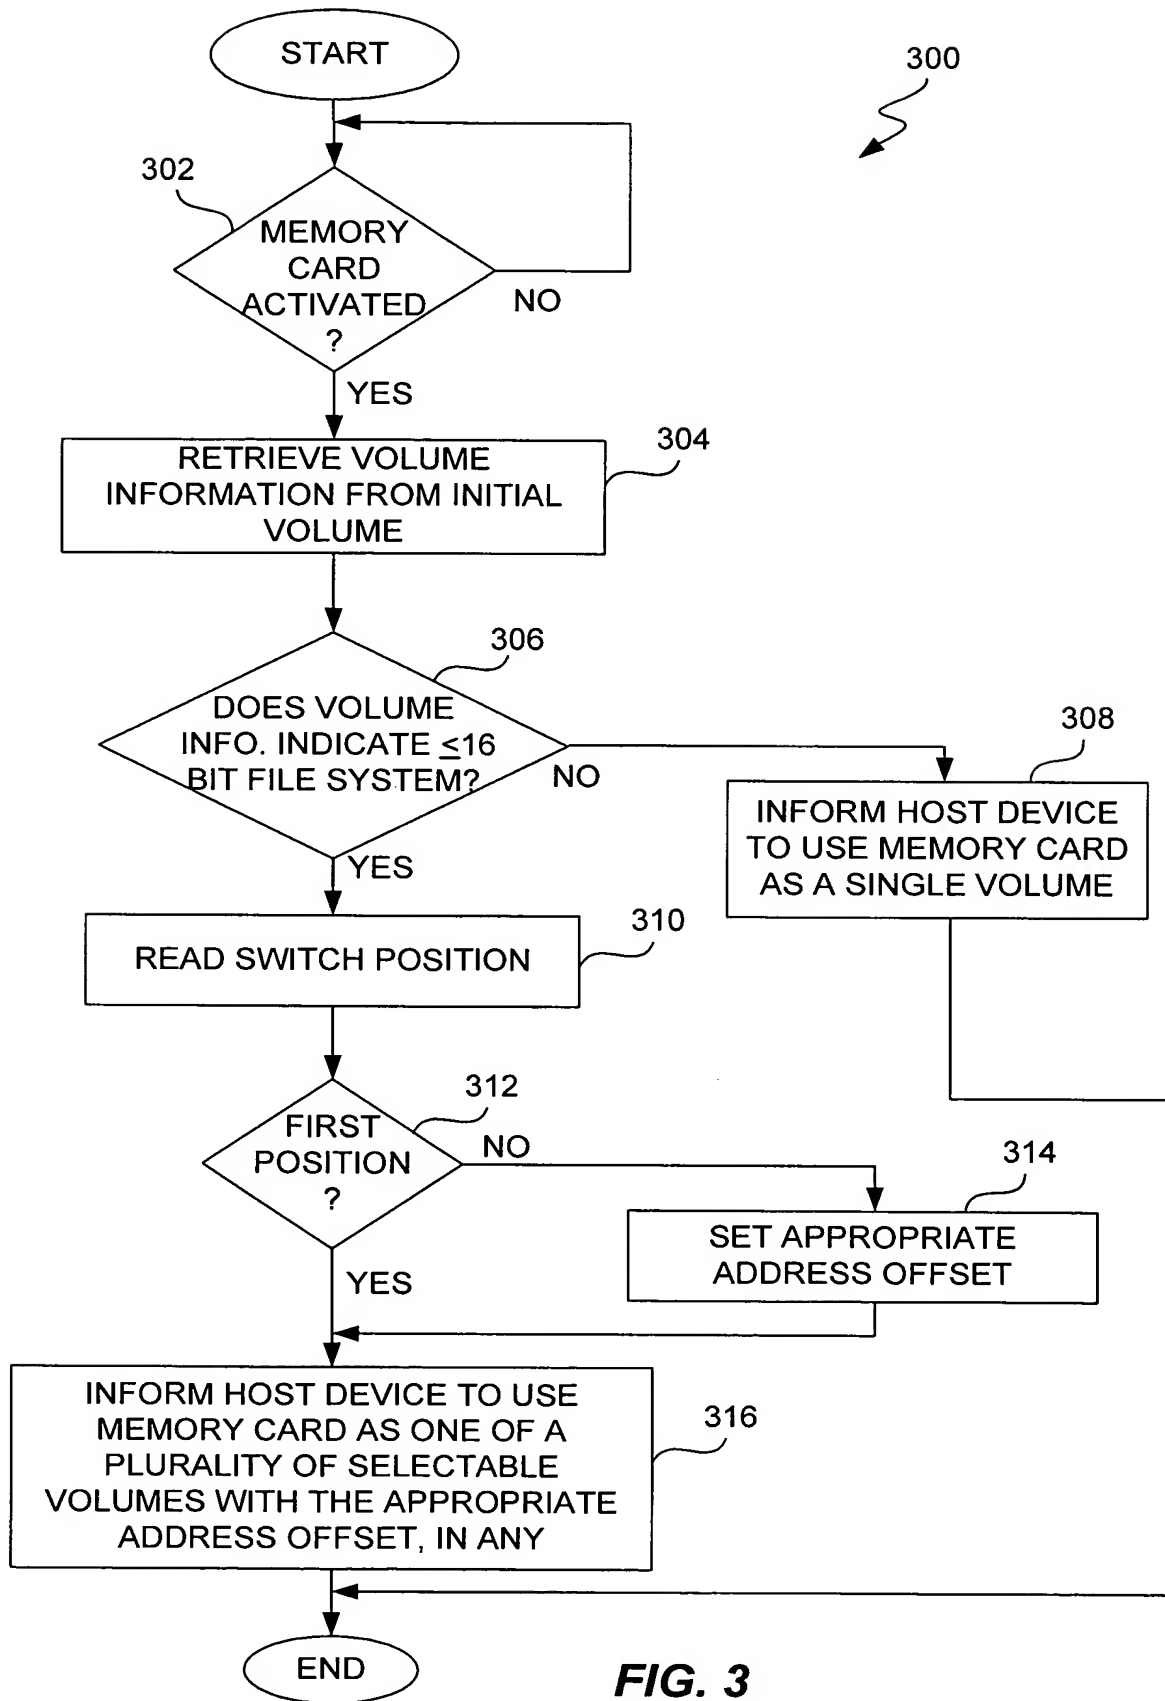 START
300
302
MEMORY
CARD
ACTIVATED
?
NO
YES
304
RETRIEVE VOLUME
INFORMATION FROM INITIAL
VOLUME
306
DOES VOLUME
INFO. INDICATE ≤16
BIT FILE SYSTEM?
NO
YES
308
INFORM HOST DEVICE
TO USE MEMORY CARD
AS A SINGLE VOLUME
310
READ SWITCH POSITION
312
FIRST
POSITION
?
NO
YES
314
SET APPROPRIATE
ADDRESS OFFSET
316
INFORM HOST DEVICE TO USE
MEMORY CARD AS ONE OF A
PLURALITY OF SELECTABLE
VOLUMES WITH THE APPROPRIATE
ADDRESS OFFSET, IN ANY
END
FIG. 3